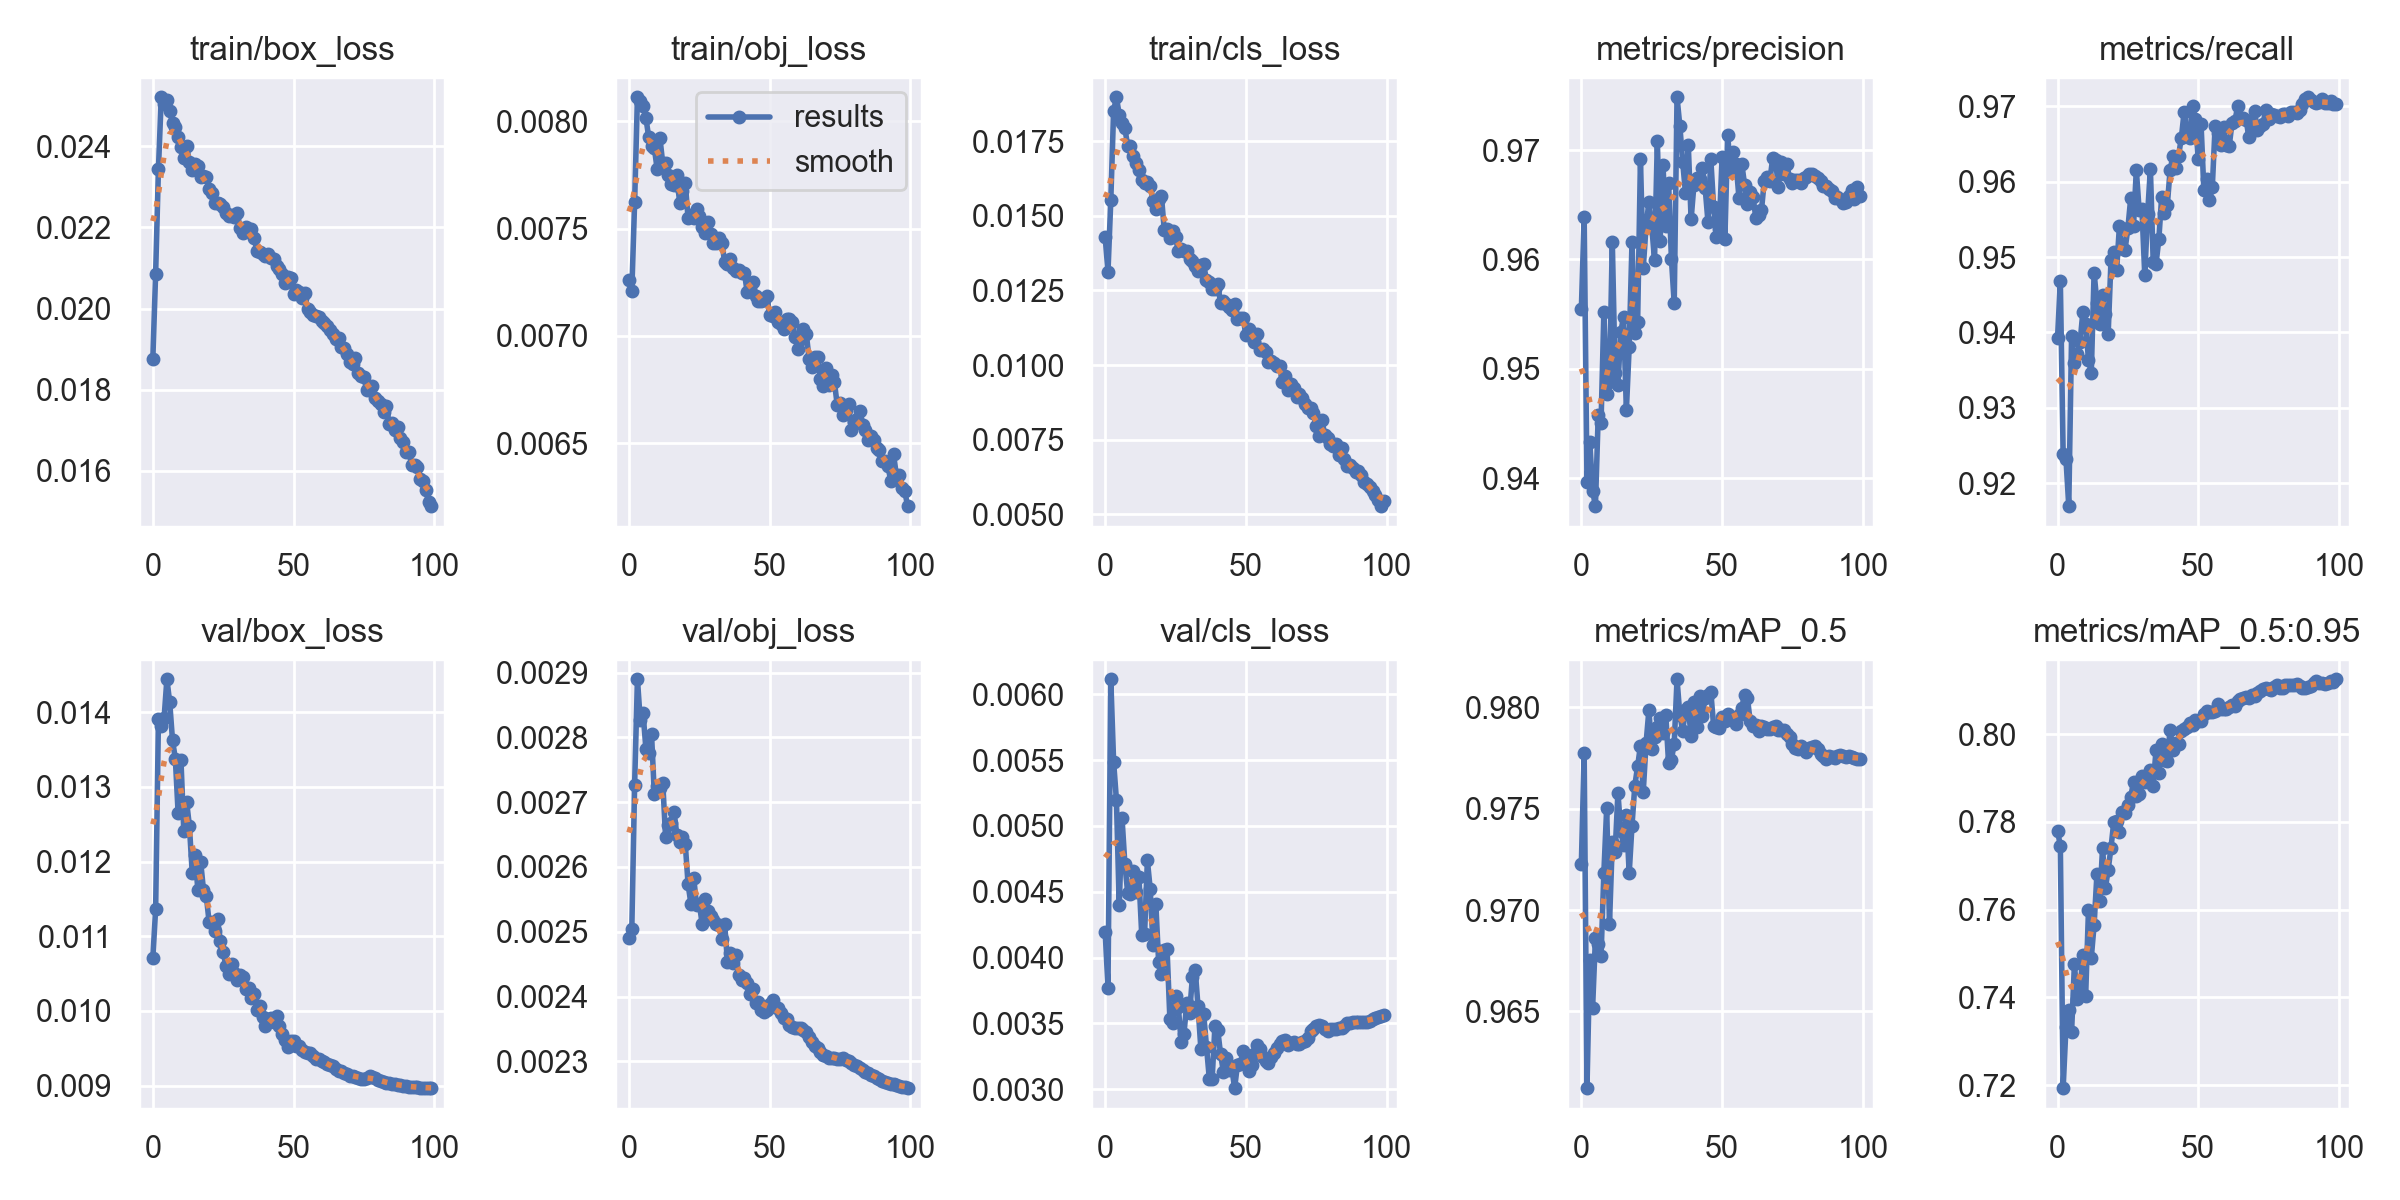 train/box_loss
train/obj_loss
train/cls_loss
metrics/precision
metrics/recall
0.024
0.022
0.020
0.018
0.016
0 50 100
0.0080
0.0075
0.0070
0.0065
results
smooth
0 50 100
0.0175
0.0150
0.0125
0.0100
0.0075
0.0050
0 50 100
0.97
0.96
0.95
0.94
0 50 100
0.97
0.96
0.95
0.94
0.93
0.92
0 50 100
val/box_loss
val/obj_loss
val/cls_loss
metrics/mAP_0.5
metrics/mAP_0.5:0.95
0.014
0.013
0.012
0.011
0.010
0.009
0 50 100
0.0029
0.0028
0.0027
0.0026
0.0025
0.0024
0.0023
0 50 100
0.0060
0.0055
0.0050
0.0045
0.0040
0.0035
0.0030
0 50 100
0.980
0.975
0.970
0.965
0 50 100
0.80
0.78
0.76
0.74
0.72
0 50 100